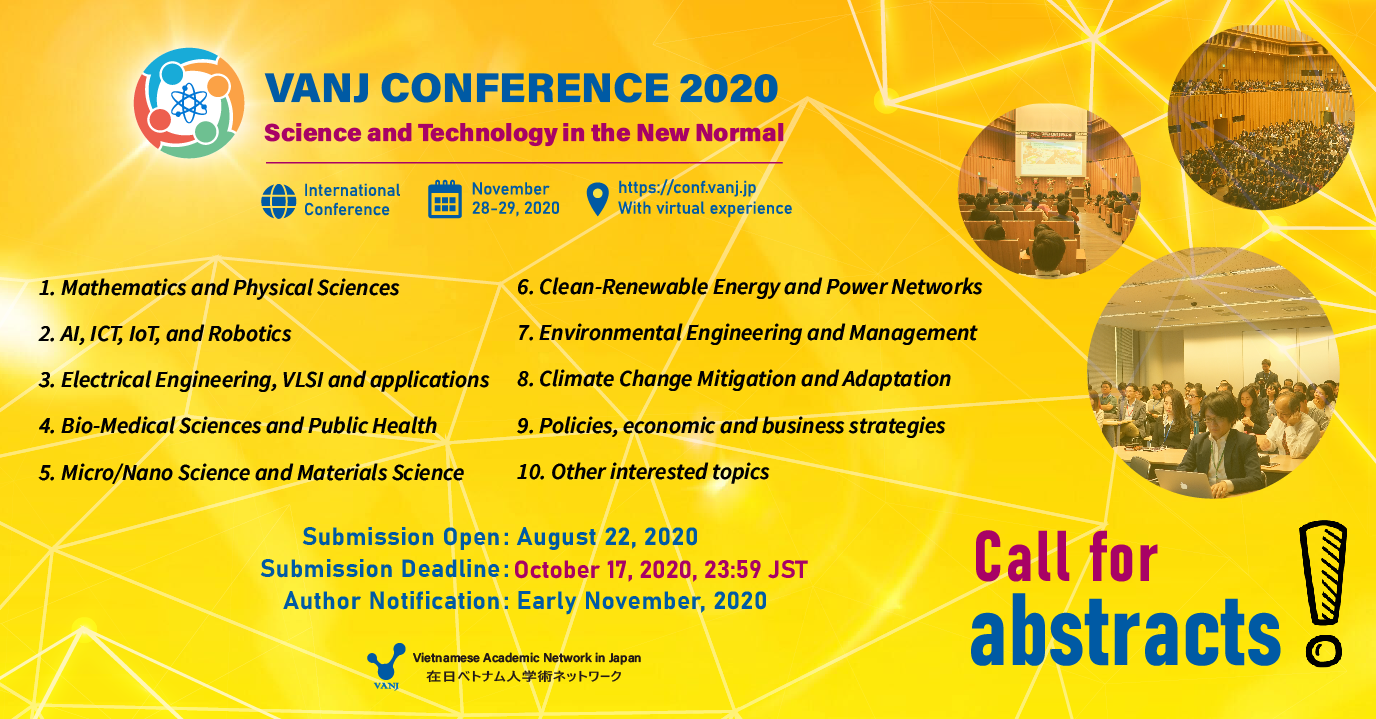 VANJ CONFERENCE 2020
Science and Technology in the New Normal
International
Conference
November
28-29, 2020
https://conf.vanj.jp
With virtual experience
1. Mathematics and Physical Sciences
2. AI, ICT, IoT, and Robotics
3. Electrical Engineering, VLSI and applications
4. Bio-Medical Sciences and Public Health
5. Micro/Nano Science and Materials Science
6. Clean-Renewable Energy and Power Networks
7. Environmental Engineering and Management
8. Climate Change Mitigation and Adaptation
9. Policies, economic and business strategies
10. Other interested topics
Submission Open: August 22, 2020
Submission Deadline: October 17, 2020, 23:59 JST
Author Notification: Early November, 2020
Call for
abstracts!
VANJ
Vietnamese Academic Network in Japan
在日ベトナム人学術ネットワーク